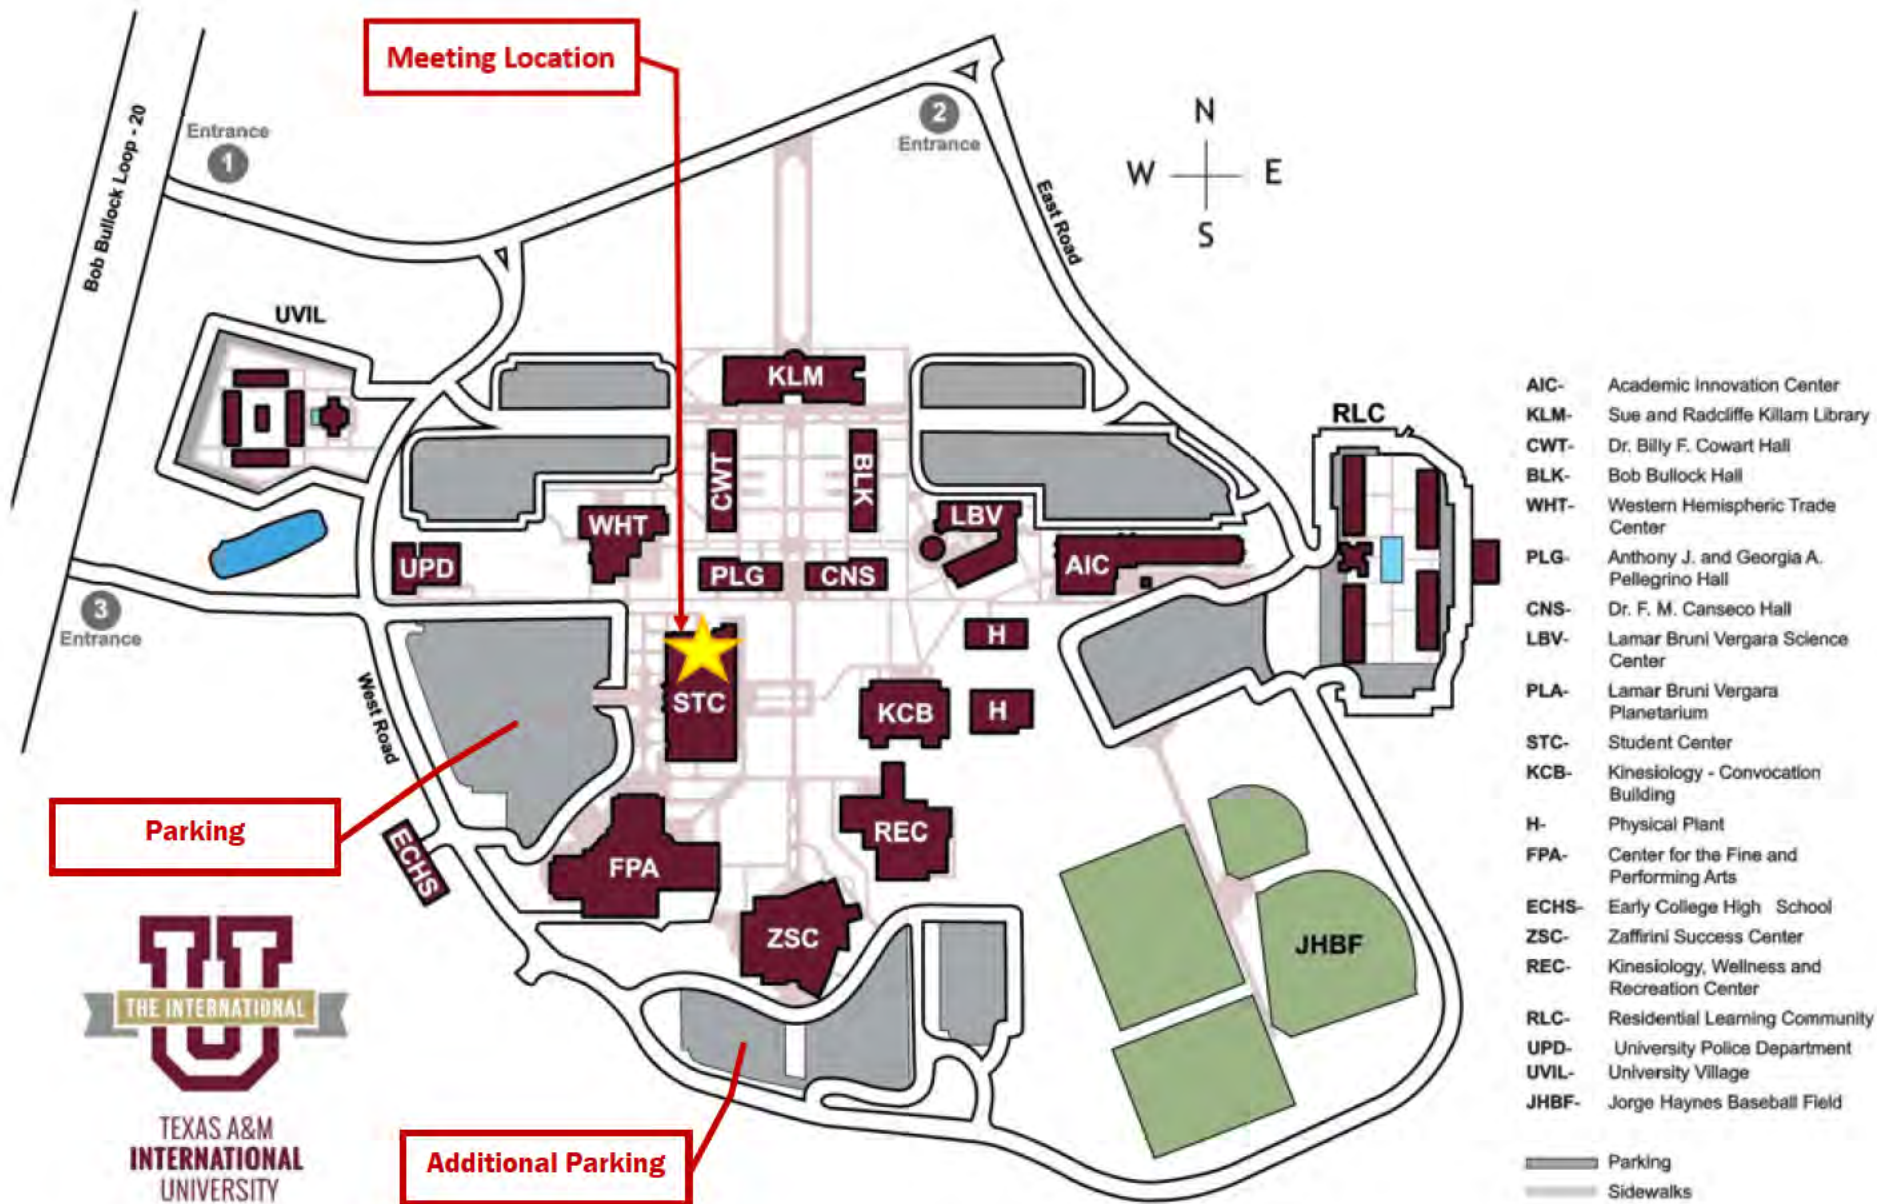 Meeting Location
Bob Bullock Loop - 20
Entrance
1
2
Entrance
N
W E
S
East Road
UVIL
KLM
RLC
CWT
BLK
WHT
LBV
UPD
PLG
CNS
AIC
3
Entrance
H
STC
KCB
H
West Road
Parking
ECHS
REC
FPA
ZSC
JHBF
Additional Parking
U
THE INTERNATIONAL
TEXAS A&M
INTERNATIONAL
UNIVERSITY
AIC- Academic Innovation Center
KLM- Sue and Radcliffe Killam Library
CWT- Dr. Billy F. Cowart Hall
BLK- Bob Bullock Hall
WHT- Western Hemispheric Trade
Center
PLG- Anthony J. and Georgia A.
Pellegrino Hall
CNS- Dr. F. M. Canseco Hall
LBV- Lamar Bruni Vergara Science
Center
PLA- Lamar Bruni Vergara
Planetarium
STC- Student Center
KCB- Kinesiology - Convocation
Building
H- Physical Plant
FPA- Center for the Fine and
Performing Arts
ECHS- Early College High School
ZSC- Zaffirini Success Center
REC- Kinesiology, Wellness and
Recreation Center
RLC- Residential Learning Community
UPD- University Police Department
UVIL- University Village
JHBF- Jorge Haynes Baseball Field
Parking
Sidewalks